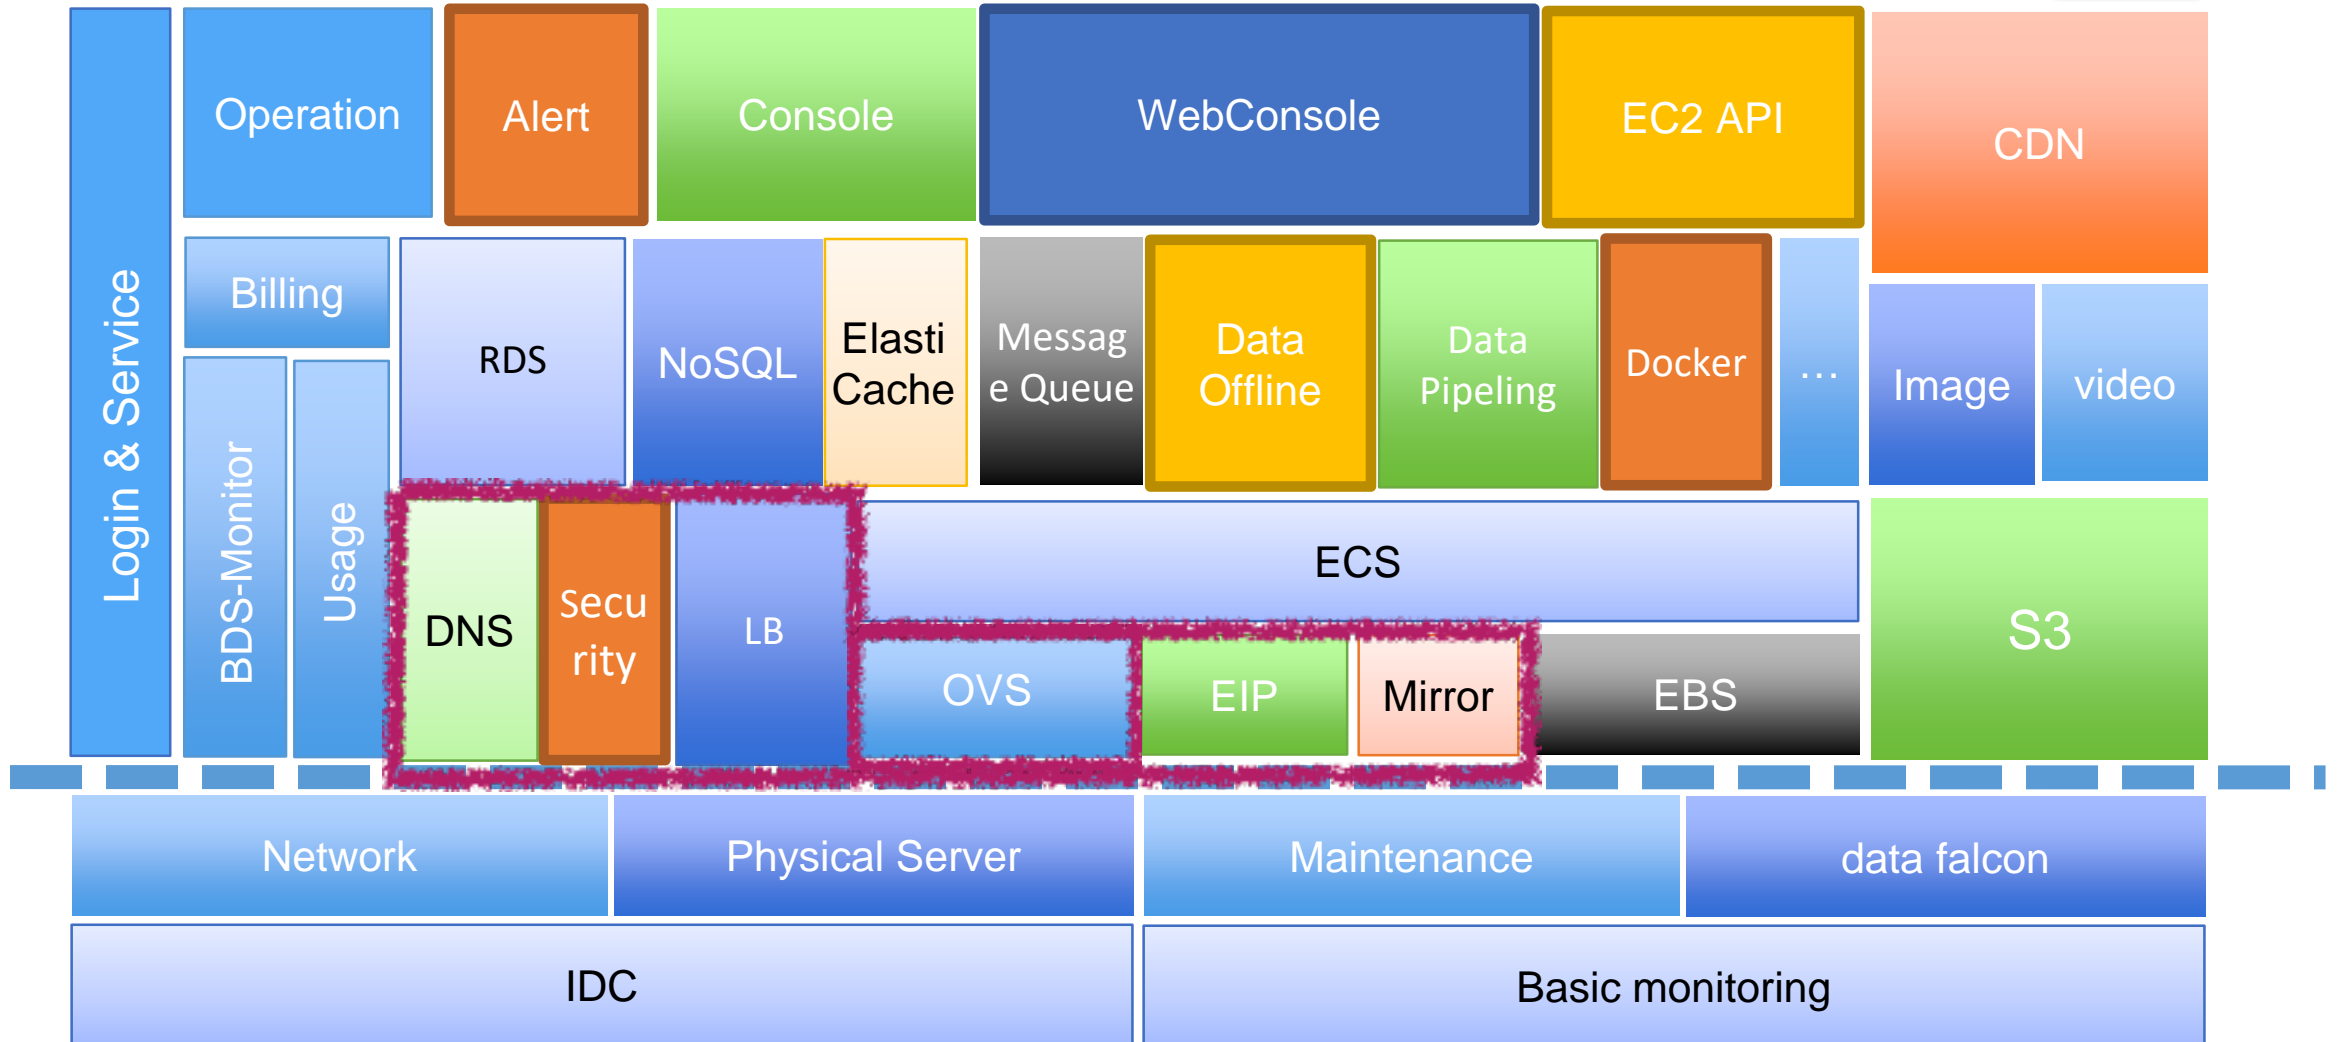 Login & Service
Operation
Alert
Console
WebConsole
EC2 API
CDN
Billing
RDS
NoSQL
Elasti
Cache
Messag
e Queue
Data
Offline
Data
Pipeling
Docker
...
Image
video
BDS-Monitor
Usage
DNS
Secu
rity
LB
ECS
OVS
EIP
Mirror
EBS
S3
Network
Physical Server
Maintenance
data falcon
IDC
Basic monitoring